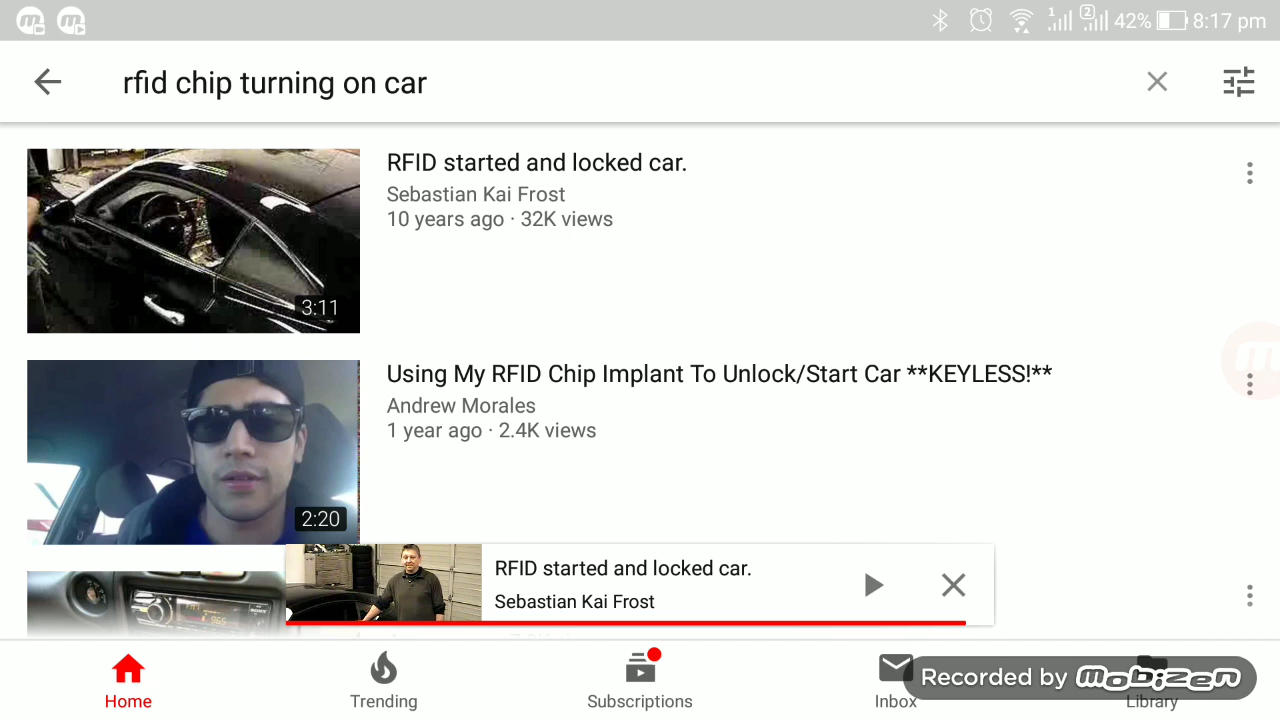 1
2
42%
8:17 pm
rfid chip turning on car
RFID started and locked car.
Sebastian Kai Frost
10 years ago · 32K views
3:11
Using My RFID Chip Implant To Unlock/Start Car **KEYLESS!**
Andrew Morales
1 year ago · 2.4K views
2:20
RFID started and locked car.
Sebastian Kai Frost
Home
Trending
Subscriptions
Inbox
Library
Recorded by mobizen